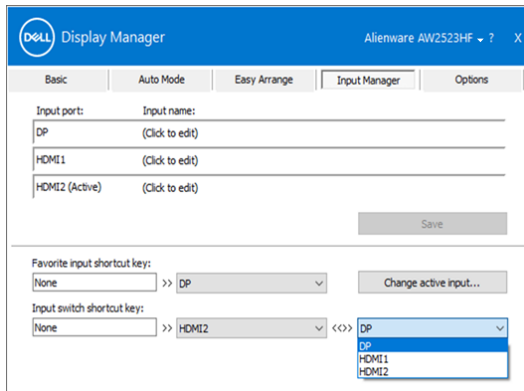 DELL Display Manager Alienware AW2523HF ? X
Basic Auto Mode Easy Arrange Input Manager Options
Input port: Input name:
DP (Click to edit)
HDMI1 (Click to edit)
HDMI2 (Active) (Click to edit)
Save
Favorite input shortcut key:
None >> DP Change active input...
Input switch shortcut key:
None >> HDMI2 <<>> DP
DP
HDMI1
HDMI2